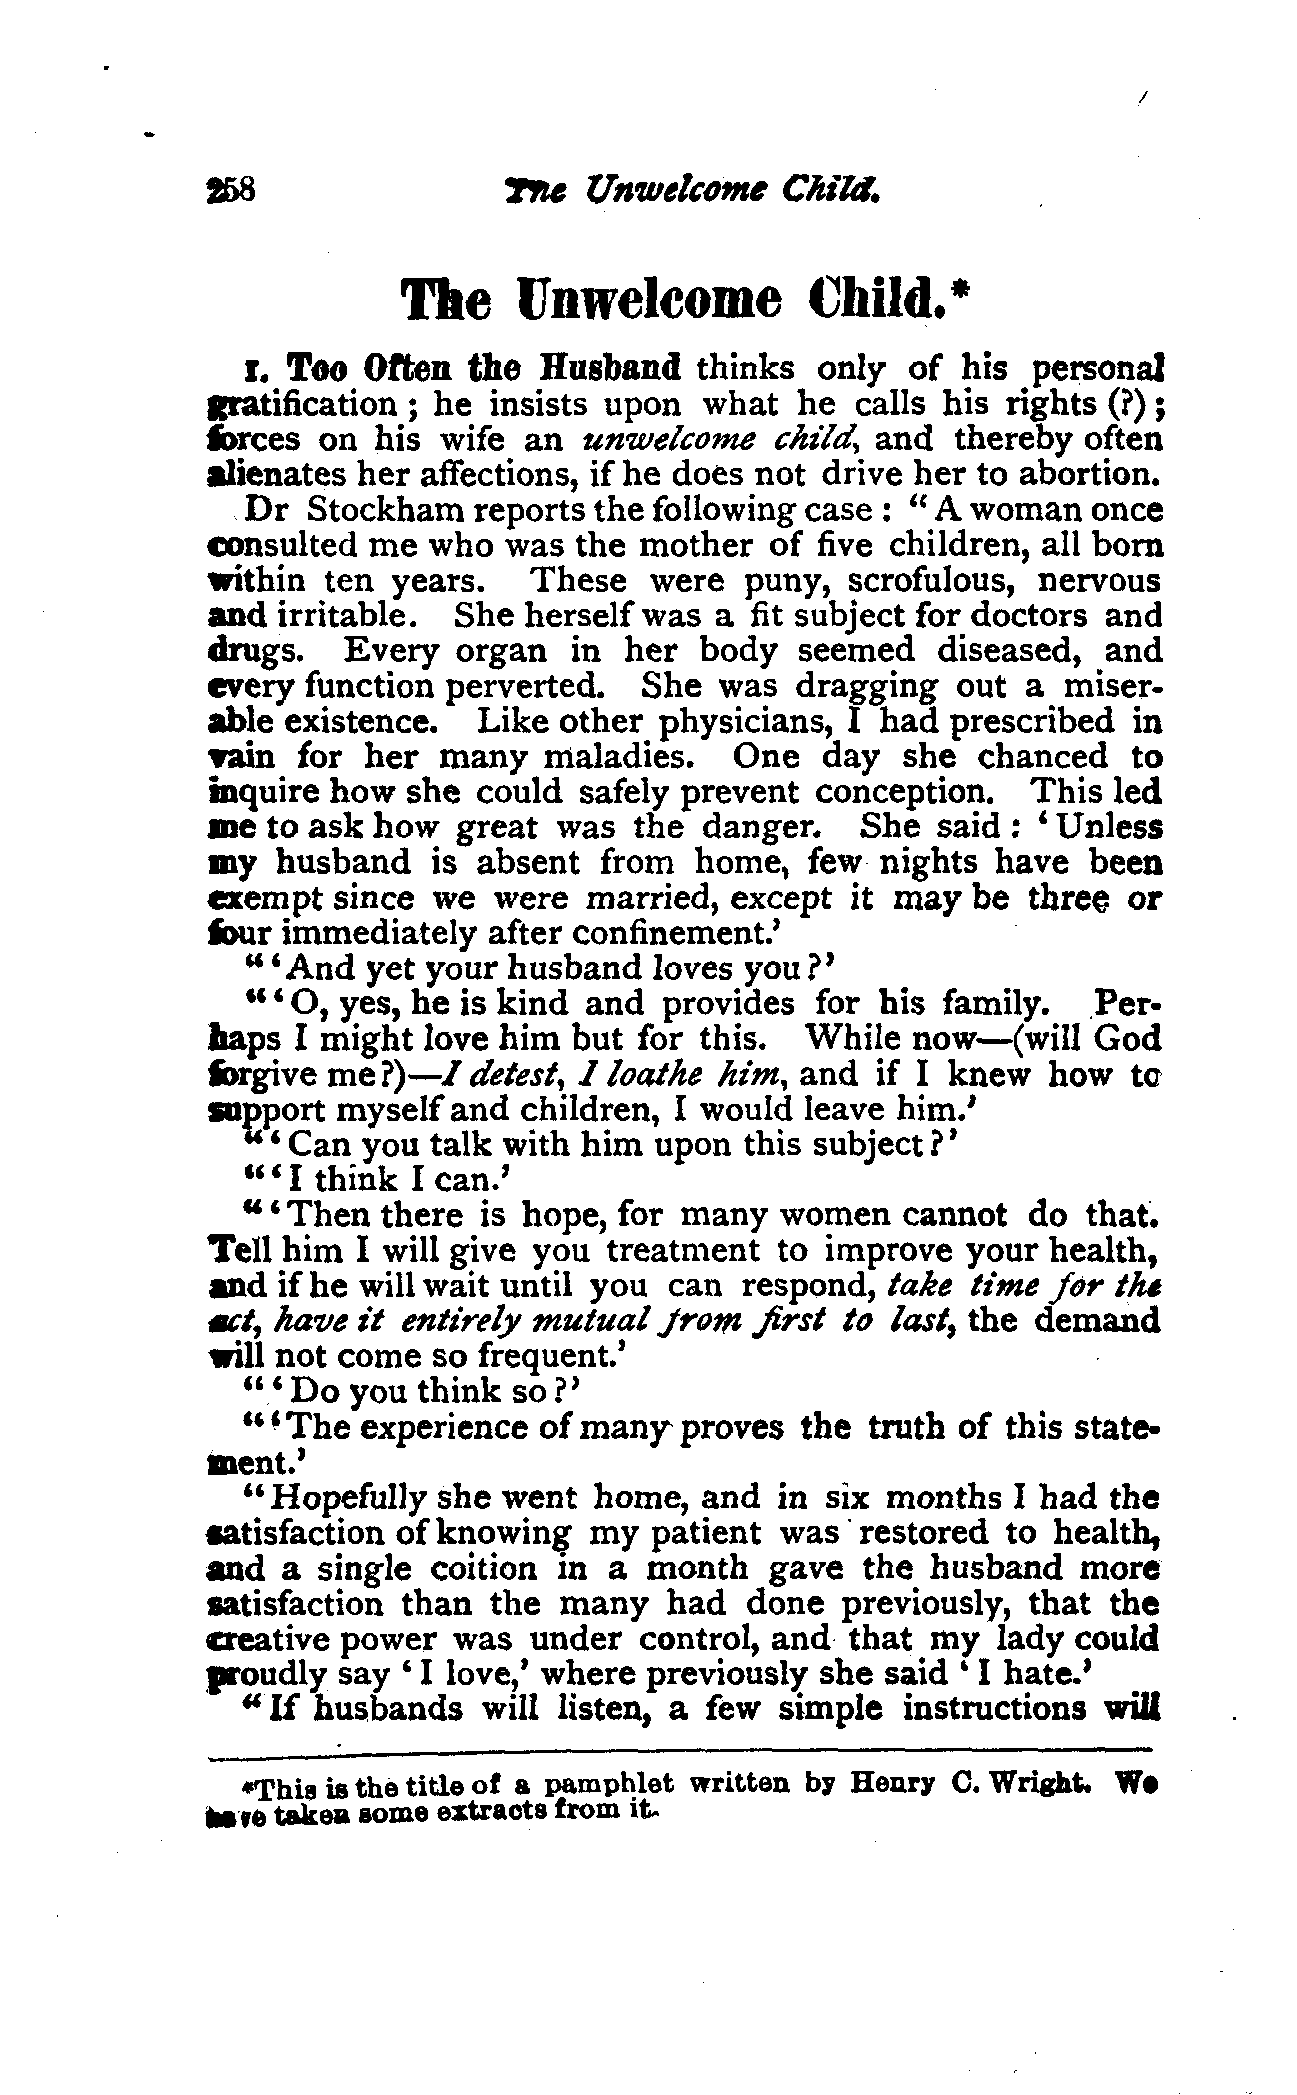 258 The Unwelcome Child.
The Unwelcome Child.*
1. Too Often the Husband thinks only of his personal
gratification; he insists upon what he calls his rights (?);
forces on his wife an unwelcome child, and thereby often
alienates her affections, if he does not drive her to abortion.
Dr Stockham reports the following case: "A woman once
consulted me who was the mother of five children, all born
within ten years. These were puny, scrofulous, nervous
and irritable. She herself was a fit subject for doctors and
drugs. Every organ in her body seemed diseased, and
every function perverted. She was dragging out a miser-
able existence. Like other physicians, I had prescribed in
vain for her many maladies. One day she chanced to
inquire how she could safely prevent conception. This led
me to ask how great was the danger. She said: 'Unless
my husband is absent from home, few nights have been
exempt since we were married, except it may be three or
four immediately after confinement.'
"'And yet your husband loves you?'
"'O, yes, he is kind and provides for his family. Per-
haps I might love him but for this. While now—(will God
forgive me?)—I detest, I loathe him, and if I knew how to
support myself and children, I would leave him.'
"'Can you talk with him upon this subject?'
"'I think I can.'
"'Then there is hope, for many women cannot do that.
Tell him I will give you treatment to improve your health,
and if he will wait until you can respond, take time for the
act, have it entirely mutual from first to last, the demand
will not come so frequent.'
"'Do you think so?'
"'The experience of many proves the truth of this state-
ment.'
"Hopefully she went home, and in six months I had the
satisfaction of knowing my patient was restored to health,
and a single coition in a month gave the husband more
satisfaction than the many had done previously, that the
creative power was under control, and that my lady could
proudly say 'I love,' where previously she said 'I hate.'
"If husbands will listen, a few simple instructions will
*This is the title of a pamphlet written by Henry C. Wright. We
have taken some extracts from it.